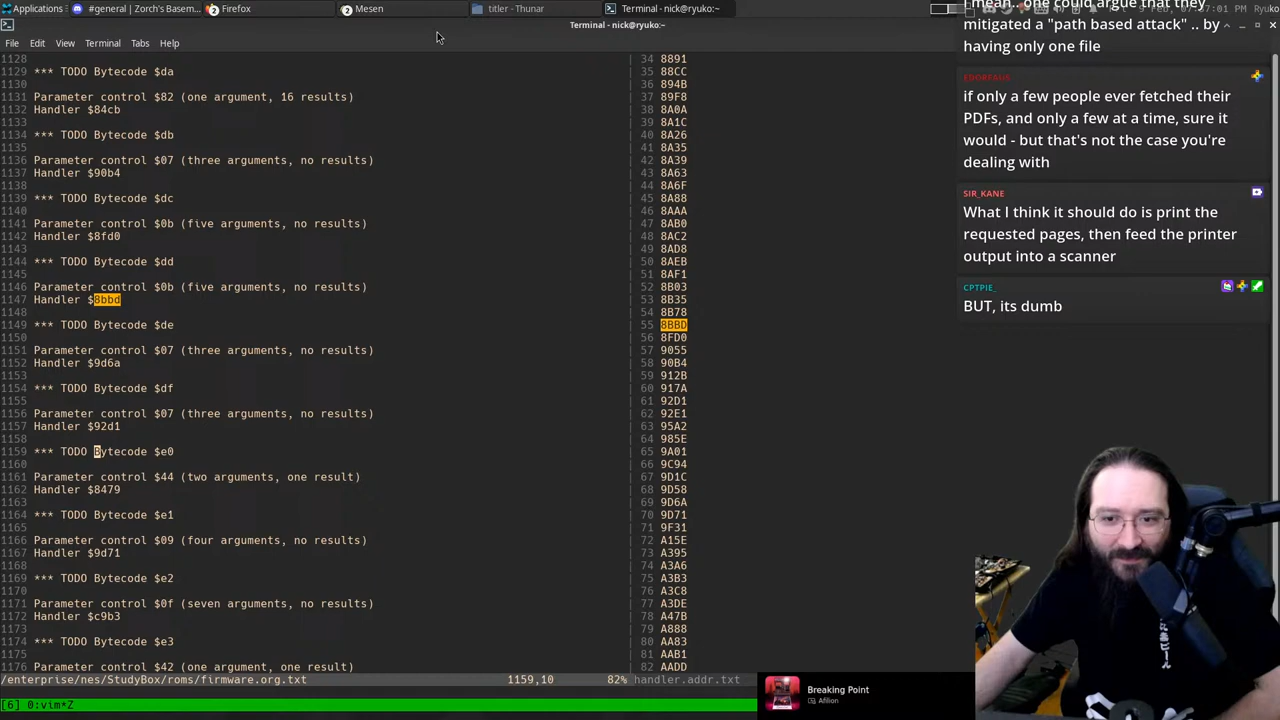 Applications
#general | Zorch's Basem...
2 Firefox
2 Mesen
titler - Thunar
Terminal - nick@ryuko:~
Ryuko
Terminal - nick@ryuko:~
File Edit View Terminal Tabs Help
1128
1129 *** TODO Bytecode $da
1130
1131 Parameter control $82 (one argument, 16 results)
1132 Handler $84cb
1133
1134 *** TODO Bytecode $db
1135
1136 Parameter control $07 (three arguments, no results)
1137 Handler $90b4
1138
1139 *** TODO Bytecode $dc
1140
1141 Parameter control $0b (five arguments, no results)
1142 Handler $8fd0
1143
1144 *** TODO Bytecode $dd
1145
1146 Parameter control $0b (five arguments, no results)
1147 Handler $8bbd
1148
1149 *** TODO Bytecode $de
1150
1151 Parameter control $07 (three arguments, no results)
1152 Handler $9d6a
1153
1154 *** TODO Bytecode $df
1155
1156 Parameter control $07 (three arguments, no results)
1157 Handler $92d1
1158
1159 *** TODO Bytecode $e0
1160
1161 Parameter control $44 (two arguments, one result)
1162 Handler $8479
1163
1164 *** TODO Bytecode $e1
1165
1166 Parameter control $09 (four arguments, no results)
1167 Handler $9d71
1168
1169 *** TODO Bytecode $e2
1170
1171 Parameter control $0f (seven arguments, no results)
1172 Handler $c9b3
1173
1174 *** TODO Bytecode $e3
1175
1176 Parameter control $42 (one argument, one result)
/enterprise/nes/StudyBox/roms/firmware.org.txt 1159,10 82%
34 8891
35 88CC
36 894B
37 89F8
38 8A0A
39 8A1C
40 8A26
41 8A35
42 8A39
43 8A63
44 8A6F
45 8A88
46 8AAA
47 8AB0
48 8AC2
49 8AD8
50 8AEB
51 8AF1
52 8B03
53 8B35
54 8B78
55 8BBD
56 8FD0
57 9055
58 90B4
59 912B
60 917A
61 92D1
62 92E1
63 95A2
64 985E
65 9A01
66 9C94
67 9D1C
68 9D58
69 9D6A
70 9D71
71 9F31
72 A15E
73 A395
74 A3A6
75 A3B3
76 A3C8
77 A3DE
78 A47B
79 A888
80 AA83
81 AAB1
82 AADD
handler.addr.txt
[6] 0:vim*Z
mitigated a "path based attack" .. by
having only one file
if only a few people ever fetched their
PDFs, and only a few at a time, sure it
would - but that's not the case you're
dealing with
SIR_KANE
What I think it should do is print the
requested pages, then feed the printer
output into a scanner
CPTPIE_
BUT, its dumb
Breaking Point
Afilion